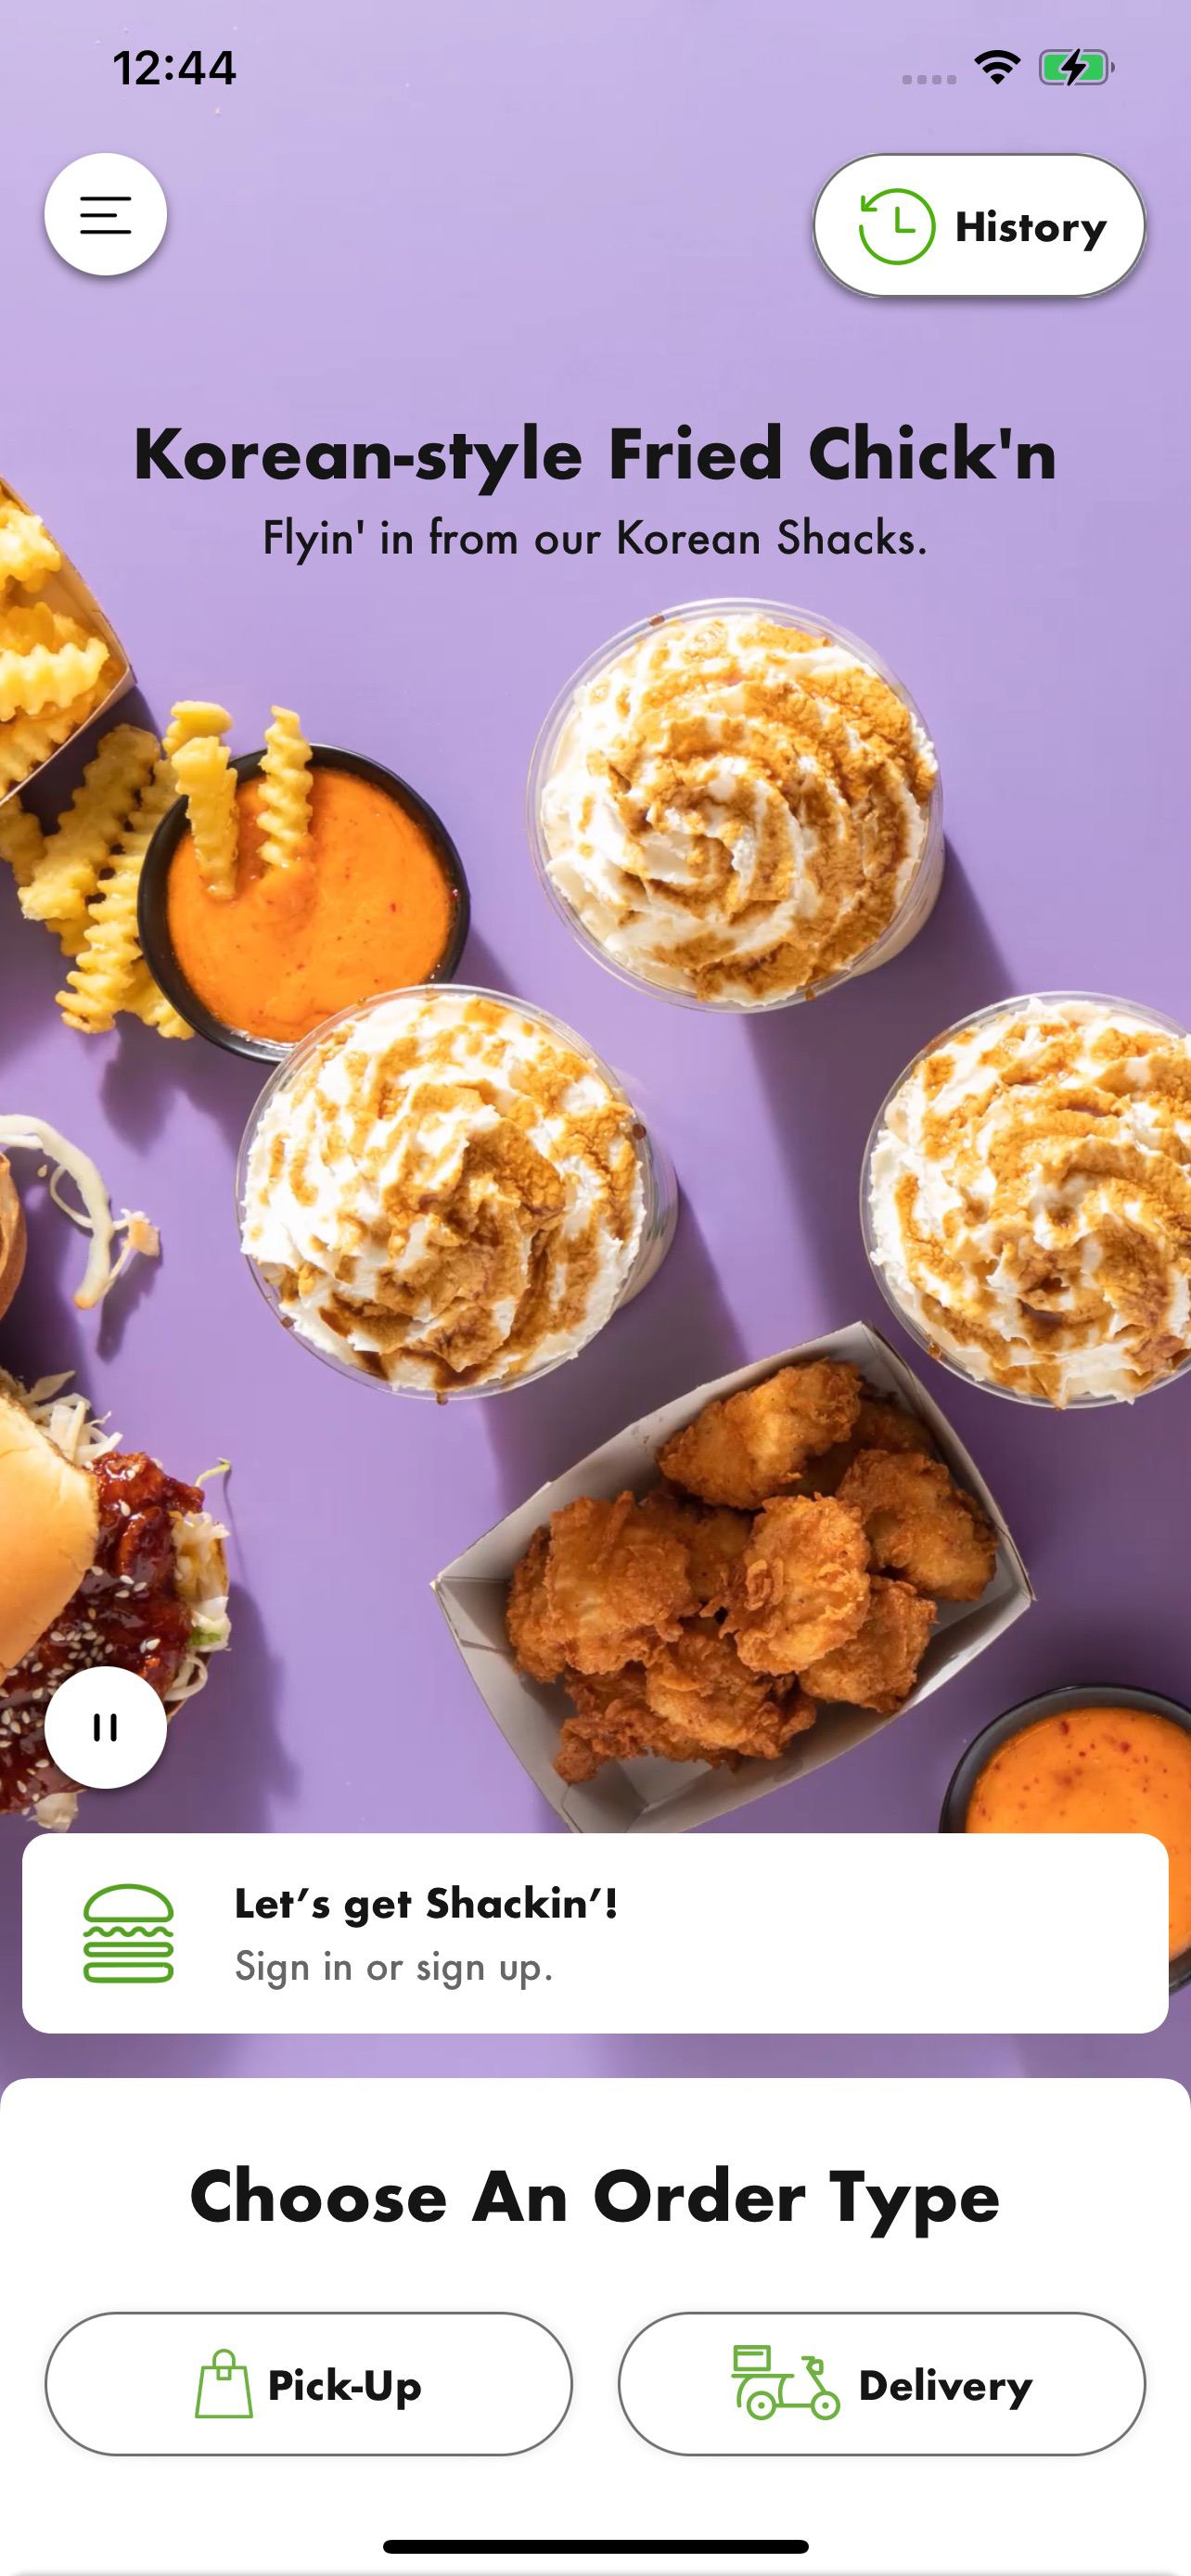 12:44
History
Korean-style Fried Chick'n
Flyin' in from our Korean Shacks.
Let’s get Shackin’!
Sign in or sign up.
Choose An Order Type
Pick-Up
Delivery